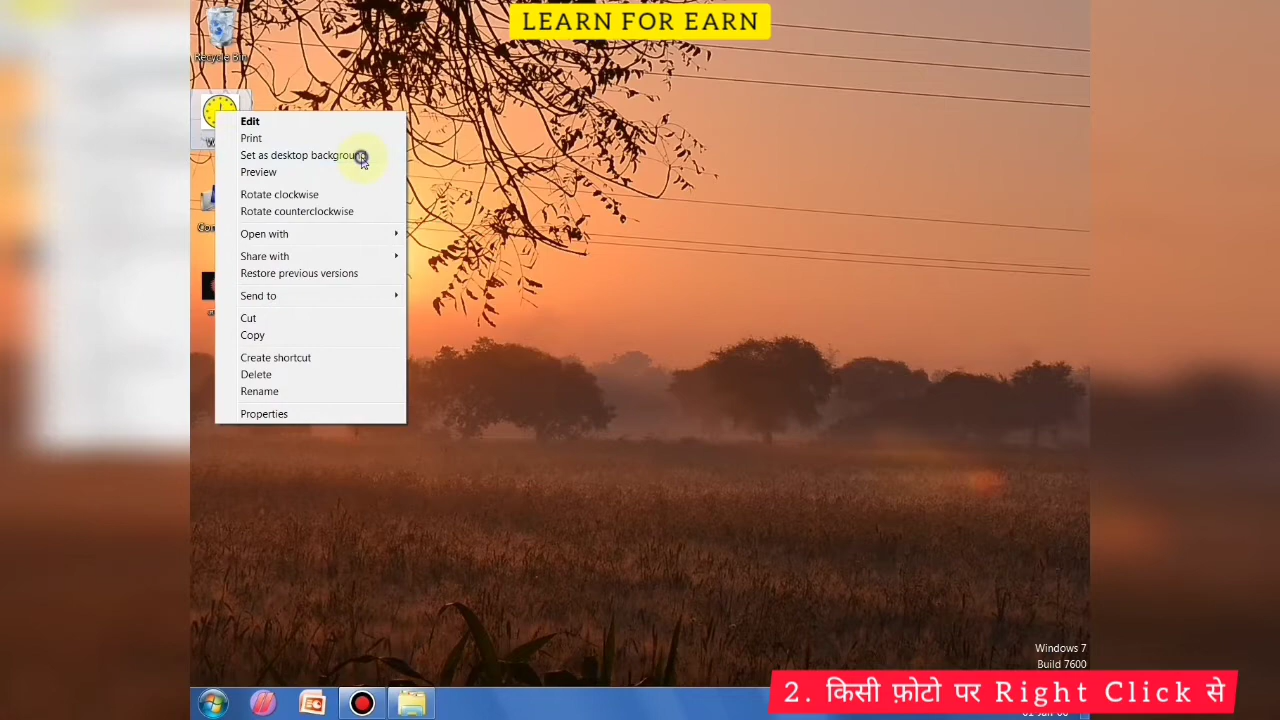 LEARN FOR EARN
Recycle Bin
Edit
Print
Set as desktop background
Preview
Rotate clockwise
Rotate counterclockwise
Open with
Share with
Restore previous versions
Send to
Cut
Copy
Create shortcut
Delete
Rename
Properties
Windows 7
Build 7600
2. किसी फ़ोटो पर Right Click से